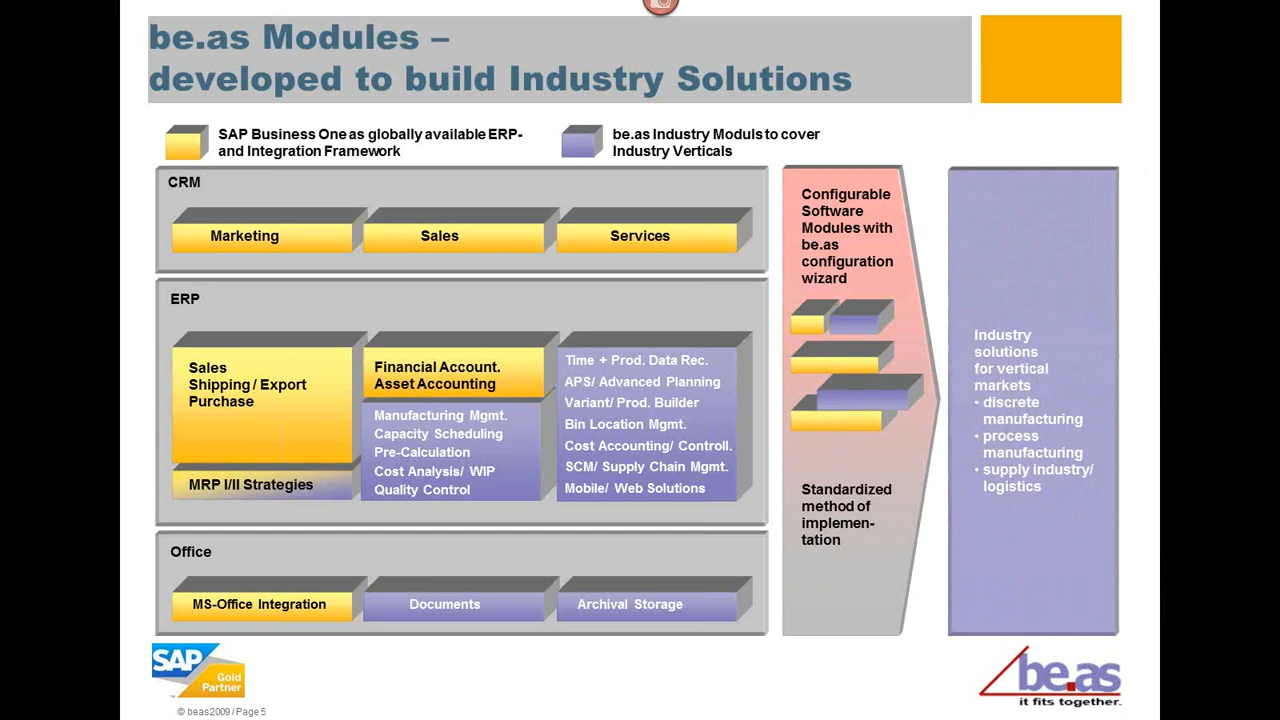 be.as Modules –
developed to build Industry Solutions
SAP Business One as globally available ERP-
and Integration Framework
be.as Industry Moduls to cover
Industry Verticals
CRM
Marketing
Sales
Services
ERP
Sales
Shipping / Export
Purchase
MRP I/II Strategies
Financial Account.
Asset Accounting
Manufacturing Mgmt.
Capacity Scheduling
Pre-Calculation
Cost Analysis/ WIP
Quality Control
Time + Prod. Data Rec.
APS/ Advanced Planning
Variant/ Prod. Builder
Bin Location Mgmt.
Cost Accounting/ Controll.
SCM/ Supply Chain Mgmt.
Mobile/ Web Solutions
Office
MS-Office Integration
Documents
Archival Storage
Configurable
Software
Modules with
be.as
configuration
wizard
Standardized
method of
implemen-
tation
Industry
solutions
for vertical
markets
• discrete
manufacturing
• process
manufacturing
• supply industry/
logistics
SAP
Gold
Partner
be.as
it fits together.
© beas2009 / Page 5